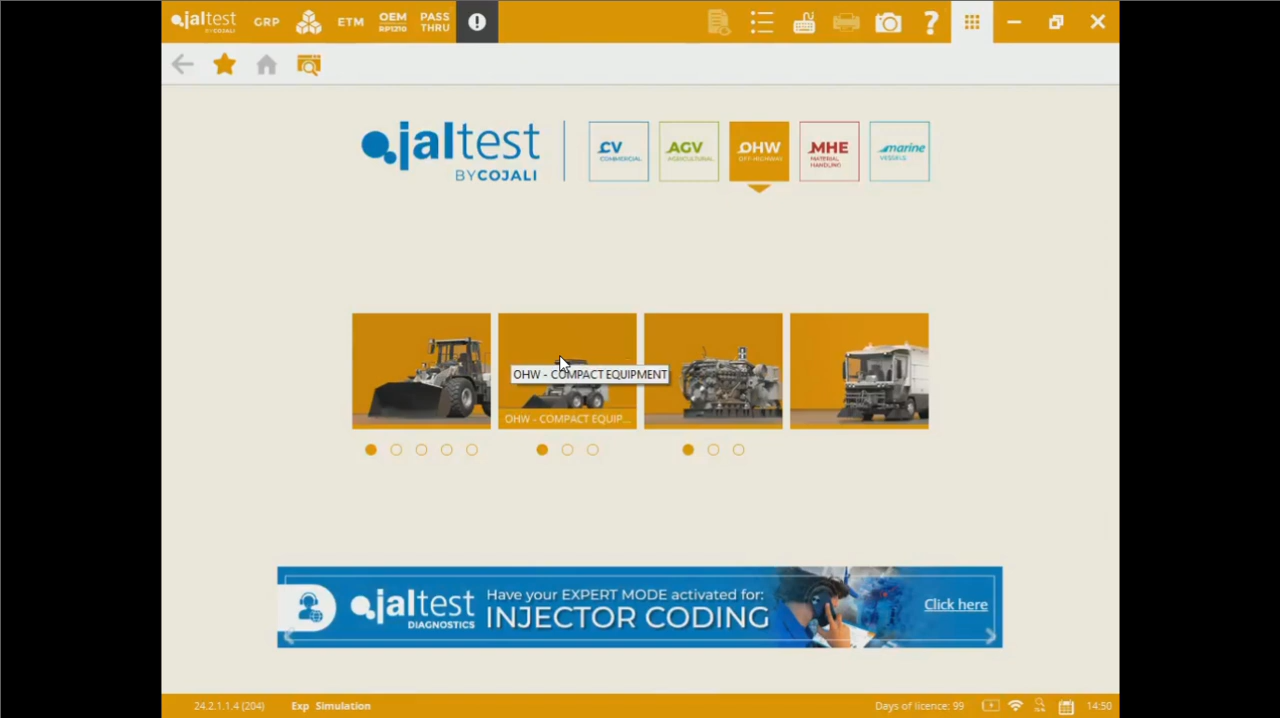 jaltest
BY COJALI
GRP
ETM
OEM
RP1210
PASS
THRU
jaltest
BYCOJALI
CV
COMMERCIAL
AGV
AGRICULTURAL
OHW
OFF-HIGHWAY
MHE
MATERIAL
HANDLING
marine
VESSELS
OHW - COMPACT EQUIPMENT
OHW - COMPACT EQUIP...
jaltest
DIAGNOSTICS
Have your EXPERT MODE activated for:
INJECTOR CODING
Click here
24.2.1.1.4 (204)
Exp Simulation
Days of licence: 99
14:50